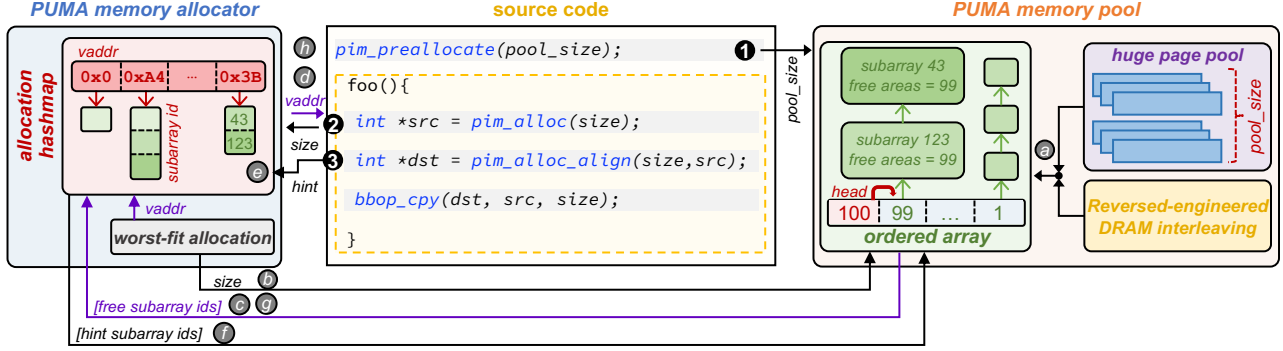 PUMA memory allocator
source code
PUMA memory pool
allocation hashmap
vaddr
0x0
0xA4
...
0x3B
subarray id
43
123
e
worst-fit allocation
vaddr
h
d
vaddr
size
hint
pim_preallocate(pool_size);
1
foo(){
2
int *src = pim_alloc(size);
3
int *dst = pim_alloc_align(size,src);
bbop_cpy(dst, src, size);
}
pool_size
subarray 43
free areas = 99
subarray 123
free areas = 99
head
100
99
...
1
ordered array
a
huge page pool
pool_size
Reversed-engineered
DRAM interleaving
size
b
[free subarray ids]
c
g
[hint subarray ids]
f